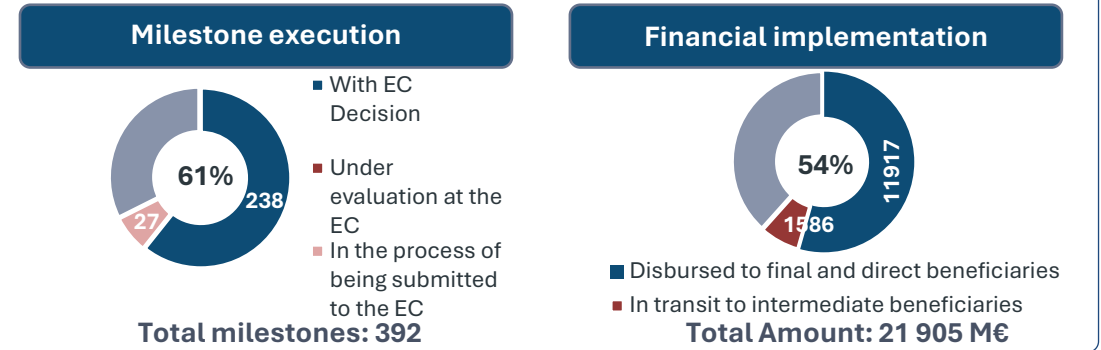 Milestone execution
61%
238
27
With EC
Decision
Under
evaluation at the
EC
In the process of
being submitted
to the EC
Total milestones: 392
Financial implementation
54%
11917
1586
Disbursed to final and direct beneficiaries
In transit to intermediate beneficiaries
Total Amount: 21 905 M€